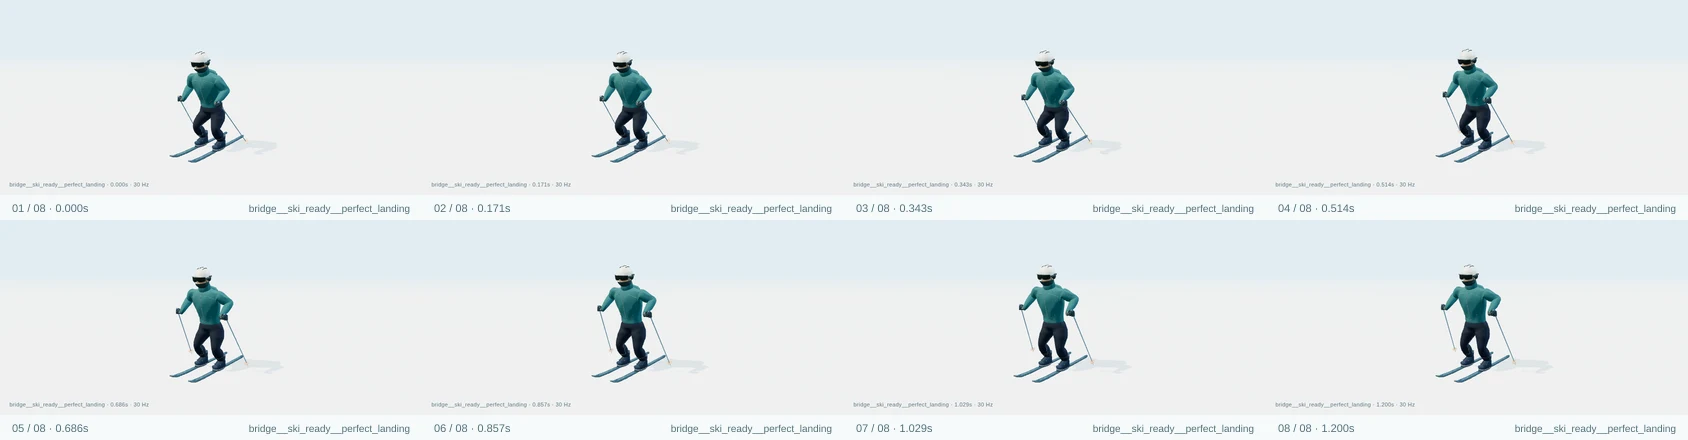 bridge__ski_ready__perfect_landing · 0.000s · 30 Hz
bridge__ski_ready__perfect_landing · 0.171s · 30 Hz
bridge__ski_ready__perfect_landing · 0.343s · 30 Hz
bridge__ski_ready__perfect_landing · 0.514s · 30 Hz
01 / 08 · 0.000s bridge__ski_ready__perfect_landing
02 / 08 · 0.171s bridge__ski_ready__perfect_landing
03 / 08 · 0.343s bridge__ski_ready__perfect_landing
04 / 08 · 0.514s bridge__ski_ready__perfect_landing
bridge__ski_ready__perfect_landing · 0.686s · 30 Hz
bridge__ski_ready__perfect_landing · 0.857s · 30 Hz
bridge__ski_ready__perfect_landing · 1.029s · 30 Hz
bridge__ski_ready__perfect_landing · 1.200s · 30 Hz
05 / 08 · 0.686s bridge__ski_ready__perfect_landing
06 / 08 · 0.857s bridge__ski_ready__perfect_landing
07 / 08 · 1.029s bridge__ski_ready__perfect_landing
08 / 08 · 1.200s bridge__ski_ready__perfect_landing